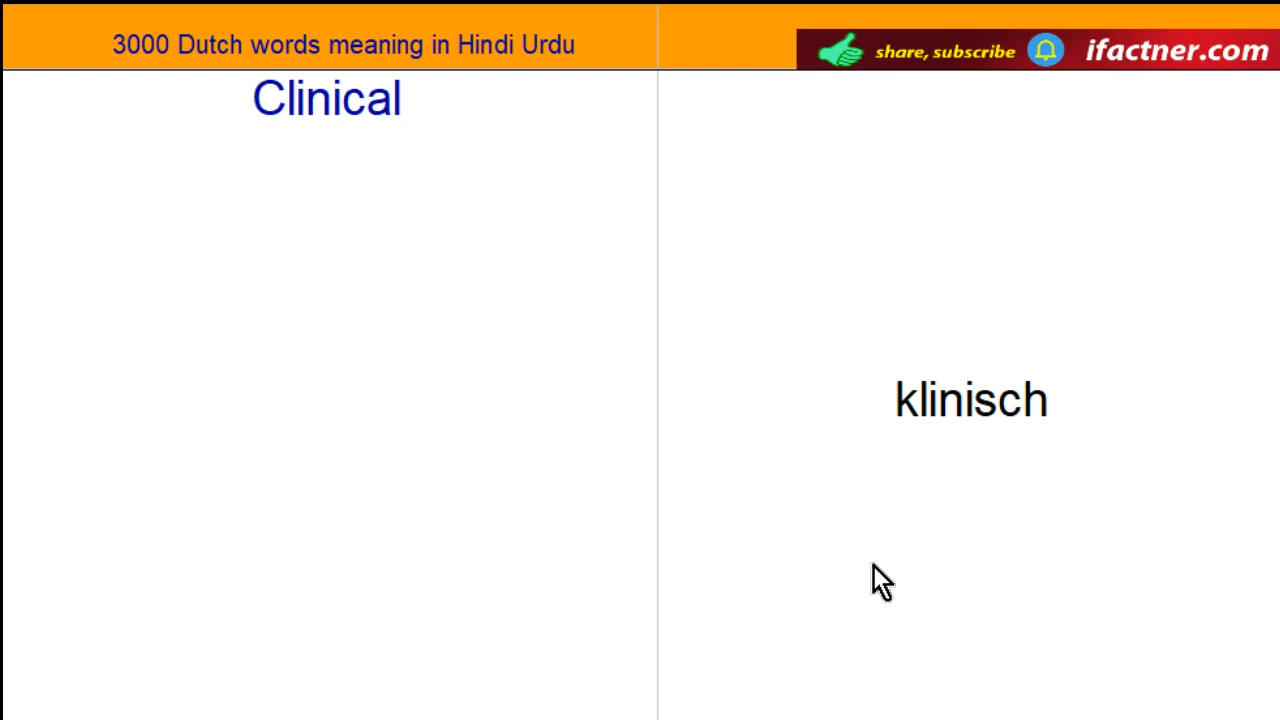 3000 Dutch words meaning in Hindi Urdu
share, subscribe
ifactner.com
Clinical
klinisch